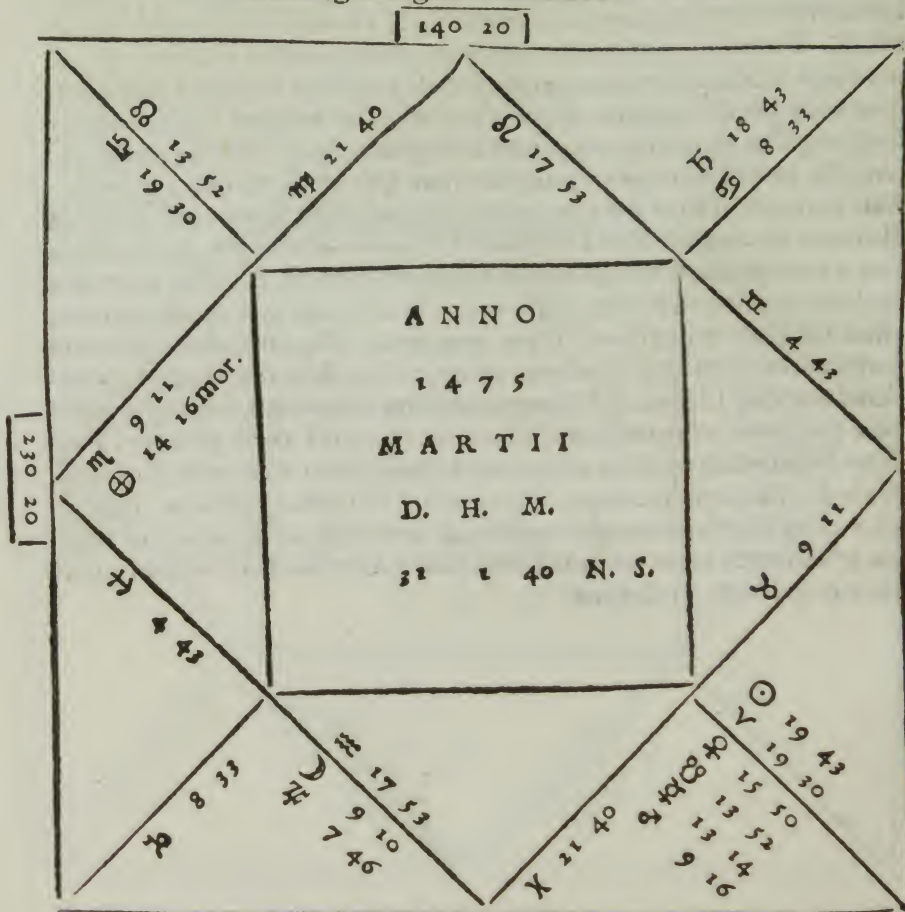 140 20
☊ 13 52
♎ 19 30
♍ 21 40
♌ 17 53
♄ 18 43
♋ 8 33
♊ 4 43
ANNO
1475
MARTII
D. H. M.
31 1 40 N. S.
♏ 9 11
⊕ 14 16 mor.
230 20
♉ 9 11
♐ 4 43
♑ 8 33
♒ 17 53
☽ 9 10
♃ 7 46
♓ 21 40
☉ 19 43
♈ 19 30
♀ 15 50
☋ 13 52
☿ 13 14
♂ 9 16